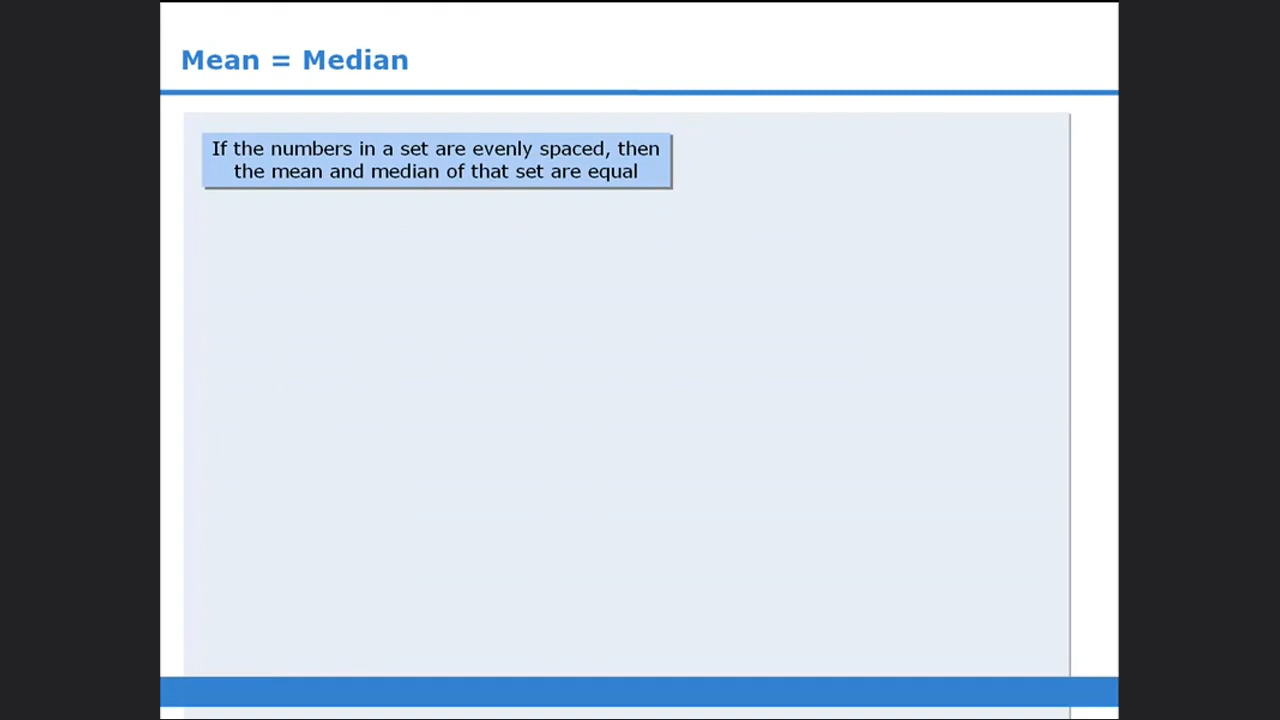 Mean = Median
If the numbers in a set are evenly spaced, then
the mean and median of that set are equal